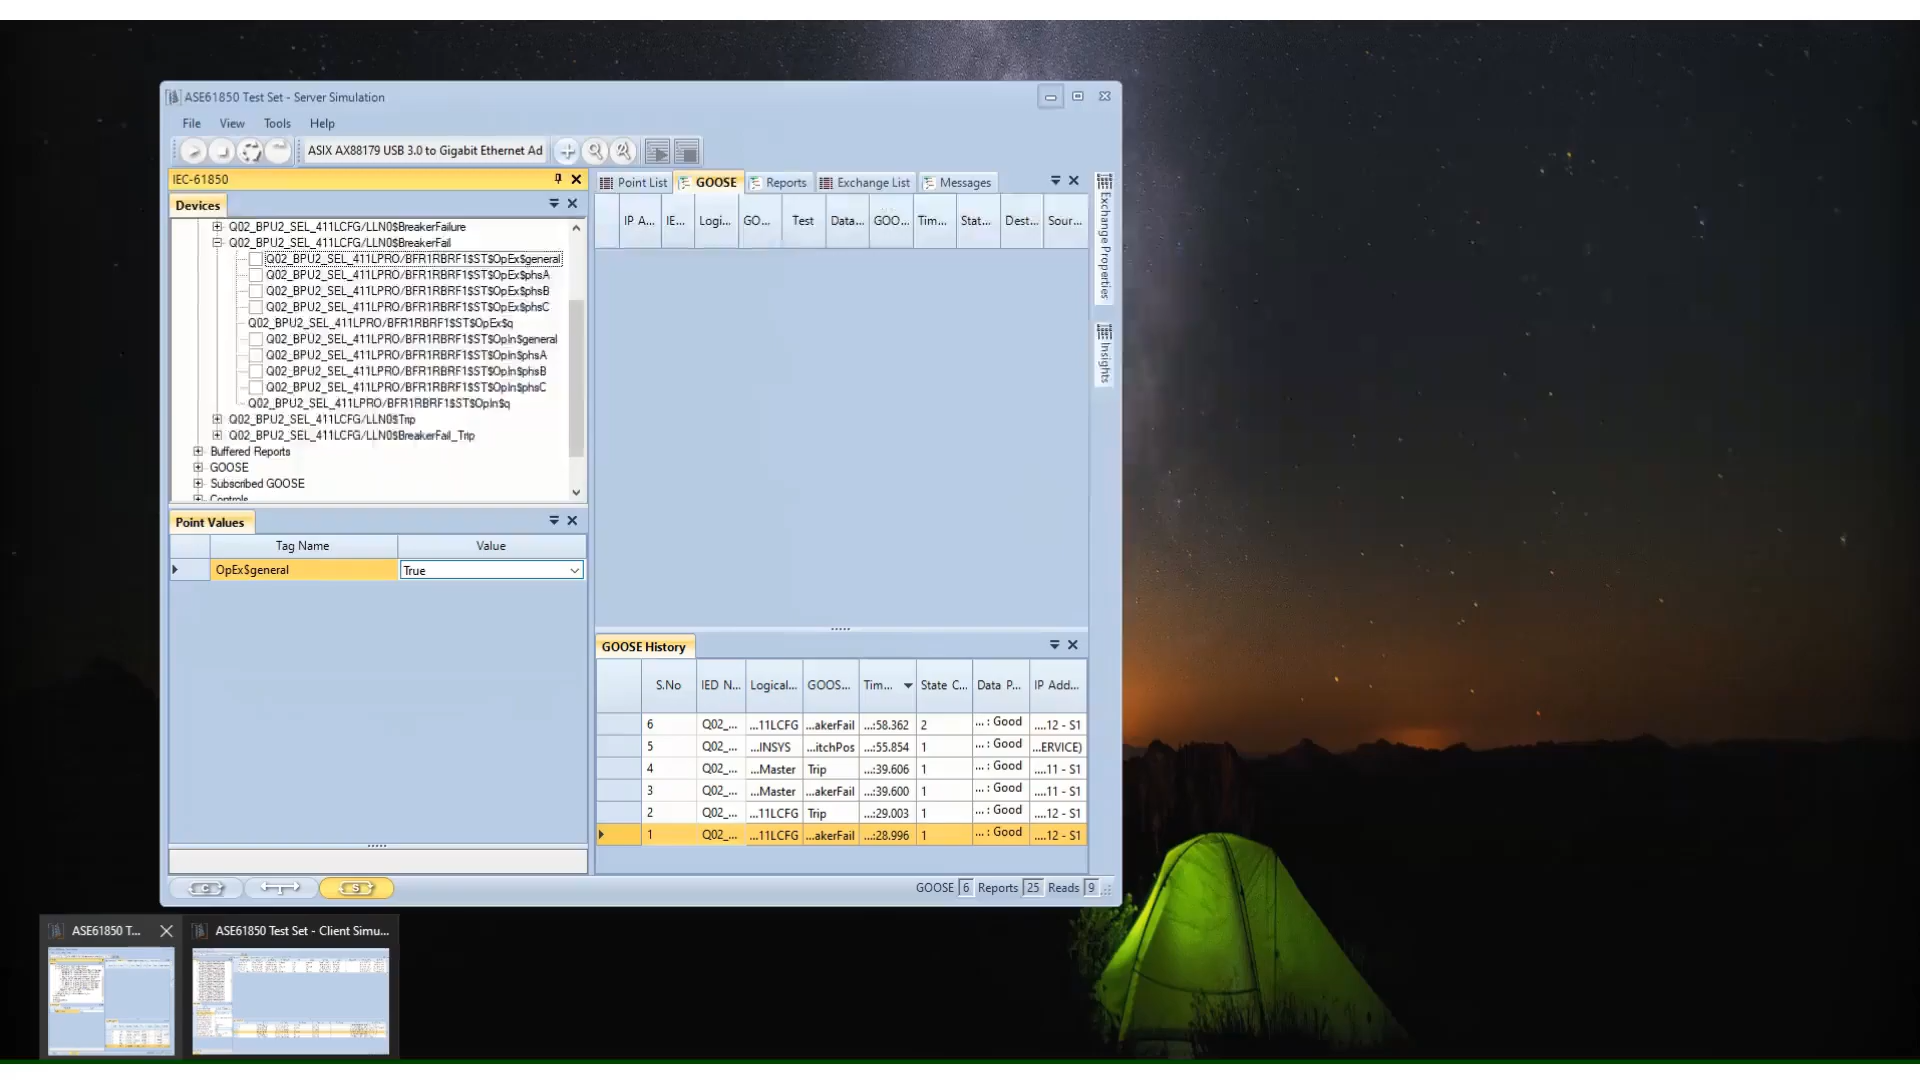 ASE61850 Test Set - Server Simulation
File View Tools Help
ASIX AX88179 USB 3.0 to Gigabit Ethernet Ad
IEC-61850
Devices
Q02_BPU2_SEL_411LCFG/LLN0$BreakerFailure
Q02_BPU2_SEL_411LCFG/LLN0$BreakerFail
Q02_BPU2_SEL_411LPRO/BFR1RBRF1$ST$OpEx$general
Q02_BPU2_SEL_411LPRO/BFR1RBRF1$ST$OpEx$phsA
Q02_BPU2_SEL_411LPRO/BFR1RBRF1$ST$OpEx$phsB
Q02_BPU2_SEL_411LPRO/BFR1RBRF1$ST$OpEx$phsC
Q02_BPU2_SEL_411LPRO/BFR1RBRF1$ST$OpEx$q
Q02_BPU2_SEL_411LPRO/BFR1RBRF1$ST$OpIn$general
Q02_BPU2_SEL_411LPRO/BFR1RBRF1$ST$OpIn$phsA
Q02_BPU2_SEL_411LPRO/BFR1RBRF1$ST$OpIn$phsB
Q02_BPU2_SEL_411LPRO/BFR1RBRF1$ST$OpIn$phsC
Q02_BPU2_SEL_411LPRO/BFR1RBRF1$ST$OpIn$q
Q02_BPU2_SEL_411LCFG/LLN0$Trip
Q02_BPU2_SEL_411LCFG/LLN0$BreakerFail_Trip
Buffered Reports
GOOSE
Subscribed GOOSE
Controls
Point Values
Tag Name Value
OpEx$general True
Point List GOOSE Reports Exchange List Messages
IP A... IE... Logi... GO... Test Data... GOO... Tim... Stat... Dest... Sour...
Exchange Properties
Insights
GOOSE History
S.No IED N... Logical... GOOS... Tim... State C... Data P... IP Add...
6 Q02_... ...11LCFG ...akerFail ...:58.362 2 ... : Good ....12 - S1
5 Q02_... ...INSYS ...itchPos ...:55.854 1 ... : Good ...ERVICE)
4 Q02_... ...Master Trip ...:39.606 1 ... : Good ....11 - S1
3 Q02_... ...Master ...akerFail ...:39.600 1 ... : Good ....11 - S1
2 Q02_... ...11LCFG Trip ...:29.003 1 ... : Good ....12 - S1
1 Q02_... ...11LCFG ...akerFail ...:28.996 1 ... : Good ....12 - S1
C T S
GOOSE 6 Reports 25 Reads 9
ASE61850 T... ASE61850 Test Set - Client Simu...